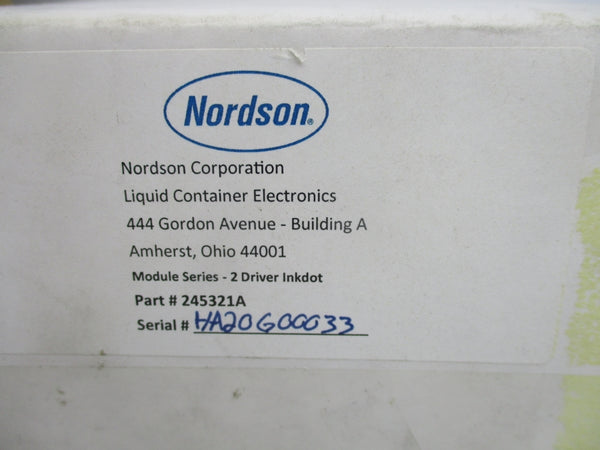 Nordson®
Nordson Corporation
Liquid Container Electronics
444 Gordon Avenue - Building A
Amherst, Ohio 44001
Module Series - 2 Driver Inkdot
Part # 245321A
Serial # HA20G00033